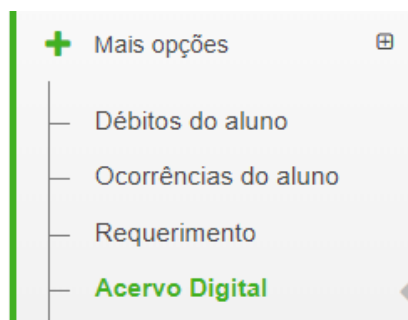 Mais opções
Débitos do aluno
Ocorrências do aluno
Requerimento
Acervo Digital